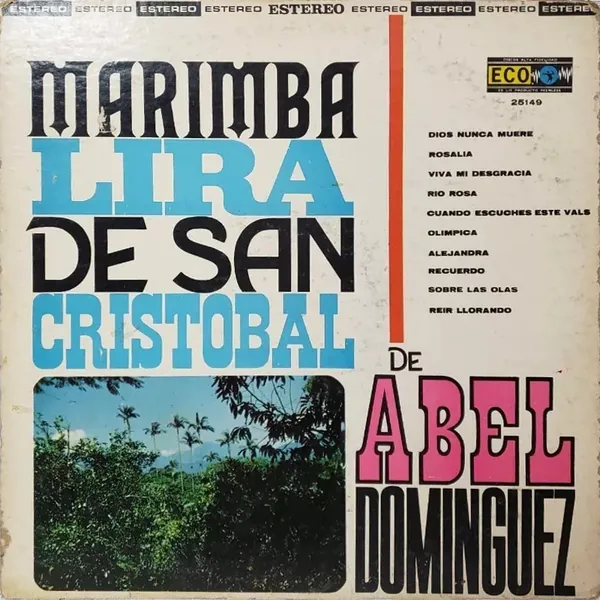 ESTEREO ESTEREO ESTEREO ESTEREO ESTEREO ESTEREO ESTEREO ESTEREO ESTEREO
MARIMBA
LIRA
DE SAN
CRISTOBAL
DE
ABEL
DOMINGUEZ
ECO
25149
DIOS NUNCA MUERE
ROSALIA
VIVA MI DESGRACIA
RIO ROSA
CUANDO ESCUCHES ESTE VALS
OLIMPICA
ALEJANDRA
RECUERDO
SOBRE LAS OLAS
REIR LLORANDO